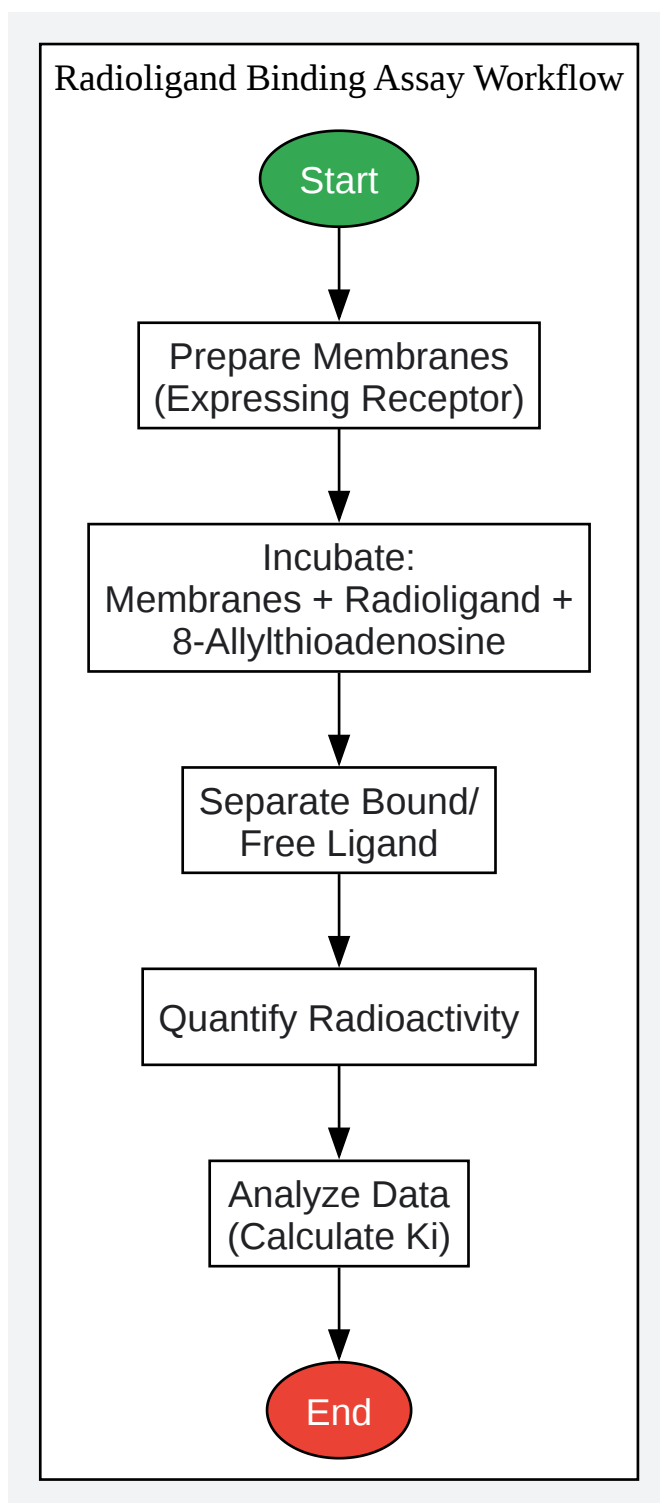 Radioligand Binding Assay Workflow
Start
Prepare Membranes
(Expressing Receptor)
Incubate:
Membranes + Radioligand +
8-Allylthioadenosine
Separate Bound/
Free Ligand
Quantify Radioactivity
Analyze Data
(Calculate Ki)
End